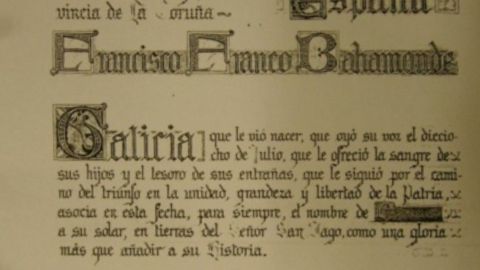 España
vincia de La Coruña
Francisco Franco Bahamonde
Galicia que le vió nacer, que oyó su voz el diecio-
cho de Julio, que le ofreció la sangre de
sus hijos y el tesoro de sus entrañas, que le siguió por el cami-
no del triunfo en la unidad, grandeza y libertad de la Patria,
asocia en esta fecha, para siempre, el nombre de
a su solar, en tierras del Señor San Jago, como una gloria
más que añadir a su Historia.